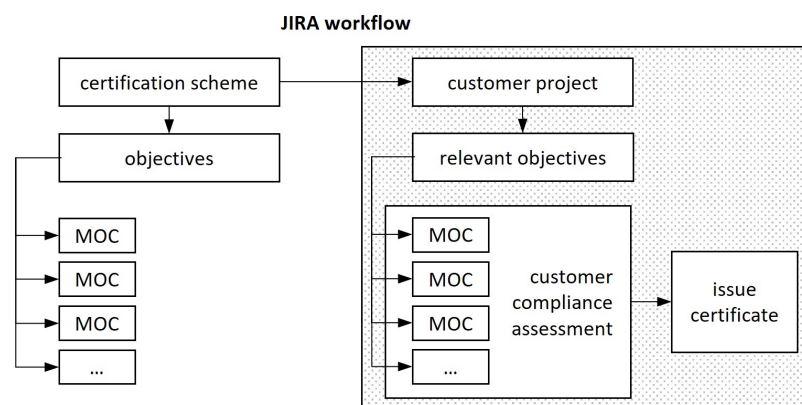 JIRA workflow
certification scheme
customer project
objectives
relevant objectives
MOC
MOC
MOC
...
MOC
MOC
MOC
...
customer
compliance
assessment
issue
certificate